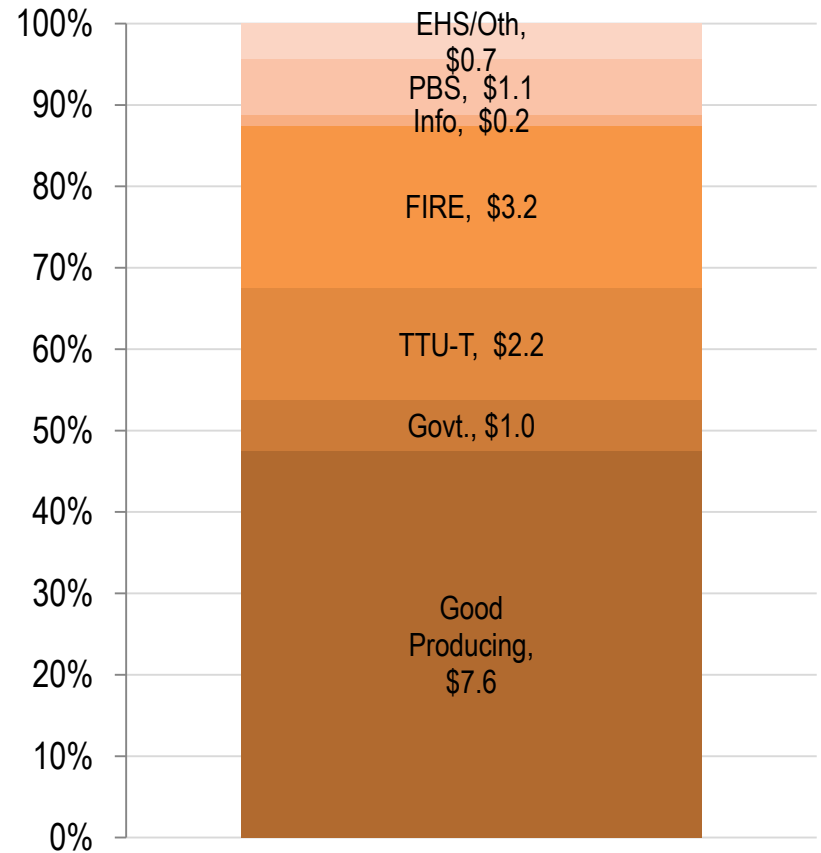 100%
90%
80%
70%
60%
50%
40%
30%
20%
10%
0%
EHS/Oth,
$0.7
PBS, $1.1
Info, $0.2
FIRE, $3.2
TTU-T, $2.2
Govt., $1.0
Good
Producing,
$7.6